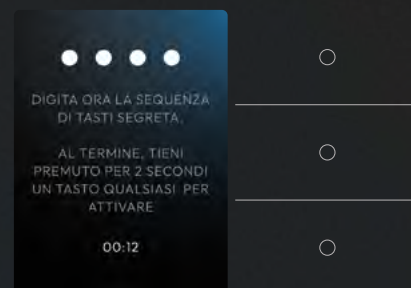 DIGITA ORA LA SEQUENZA
DI TASTI SEGRETA.
AL TERMINE, TIENI
PREMUTO PER 2 SECONDI
UN TASTO QUALSIASI PER
ATTIVARE
00:12